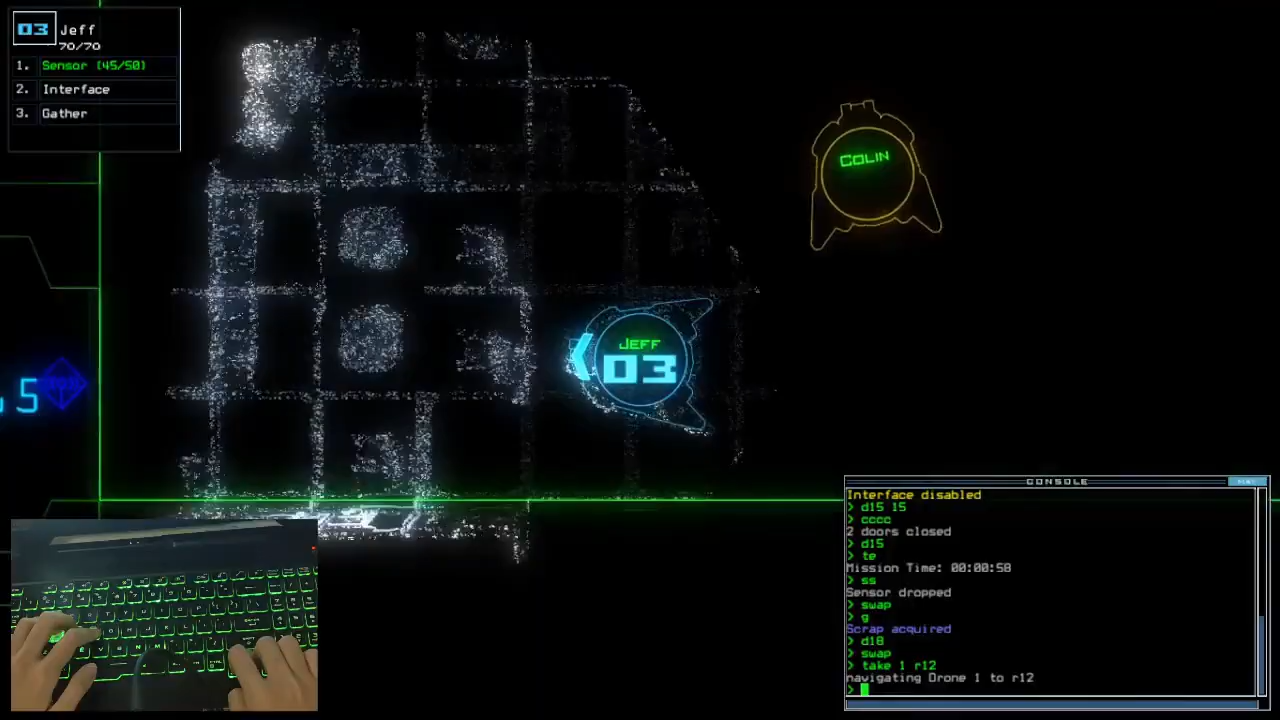 03 Jeff
70/70
1. Sensor (45/50)
2. Interface
3. Gather
COLIN
JEFF
03
5
CONSOLE
Interface disabled
> d15 15
> cccc
2 doors closed
> d15
> te
Mission Time: 00:00:58
> ss
Sensor dropped
> swap
> g
Scrap acquired
> d18
> swap
> take 1 r12
navigating Drone 1 to r12
>